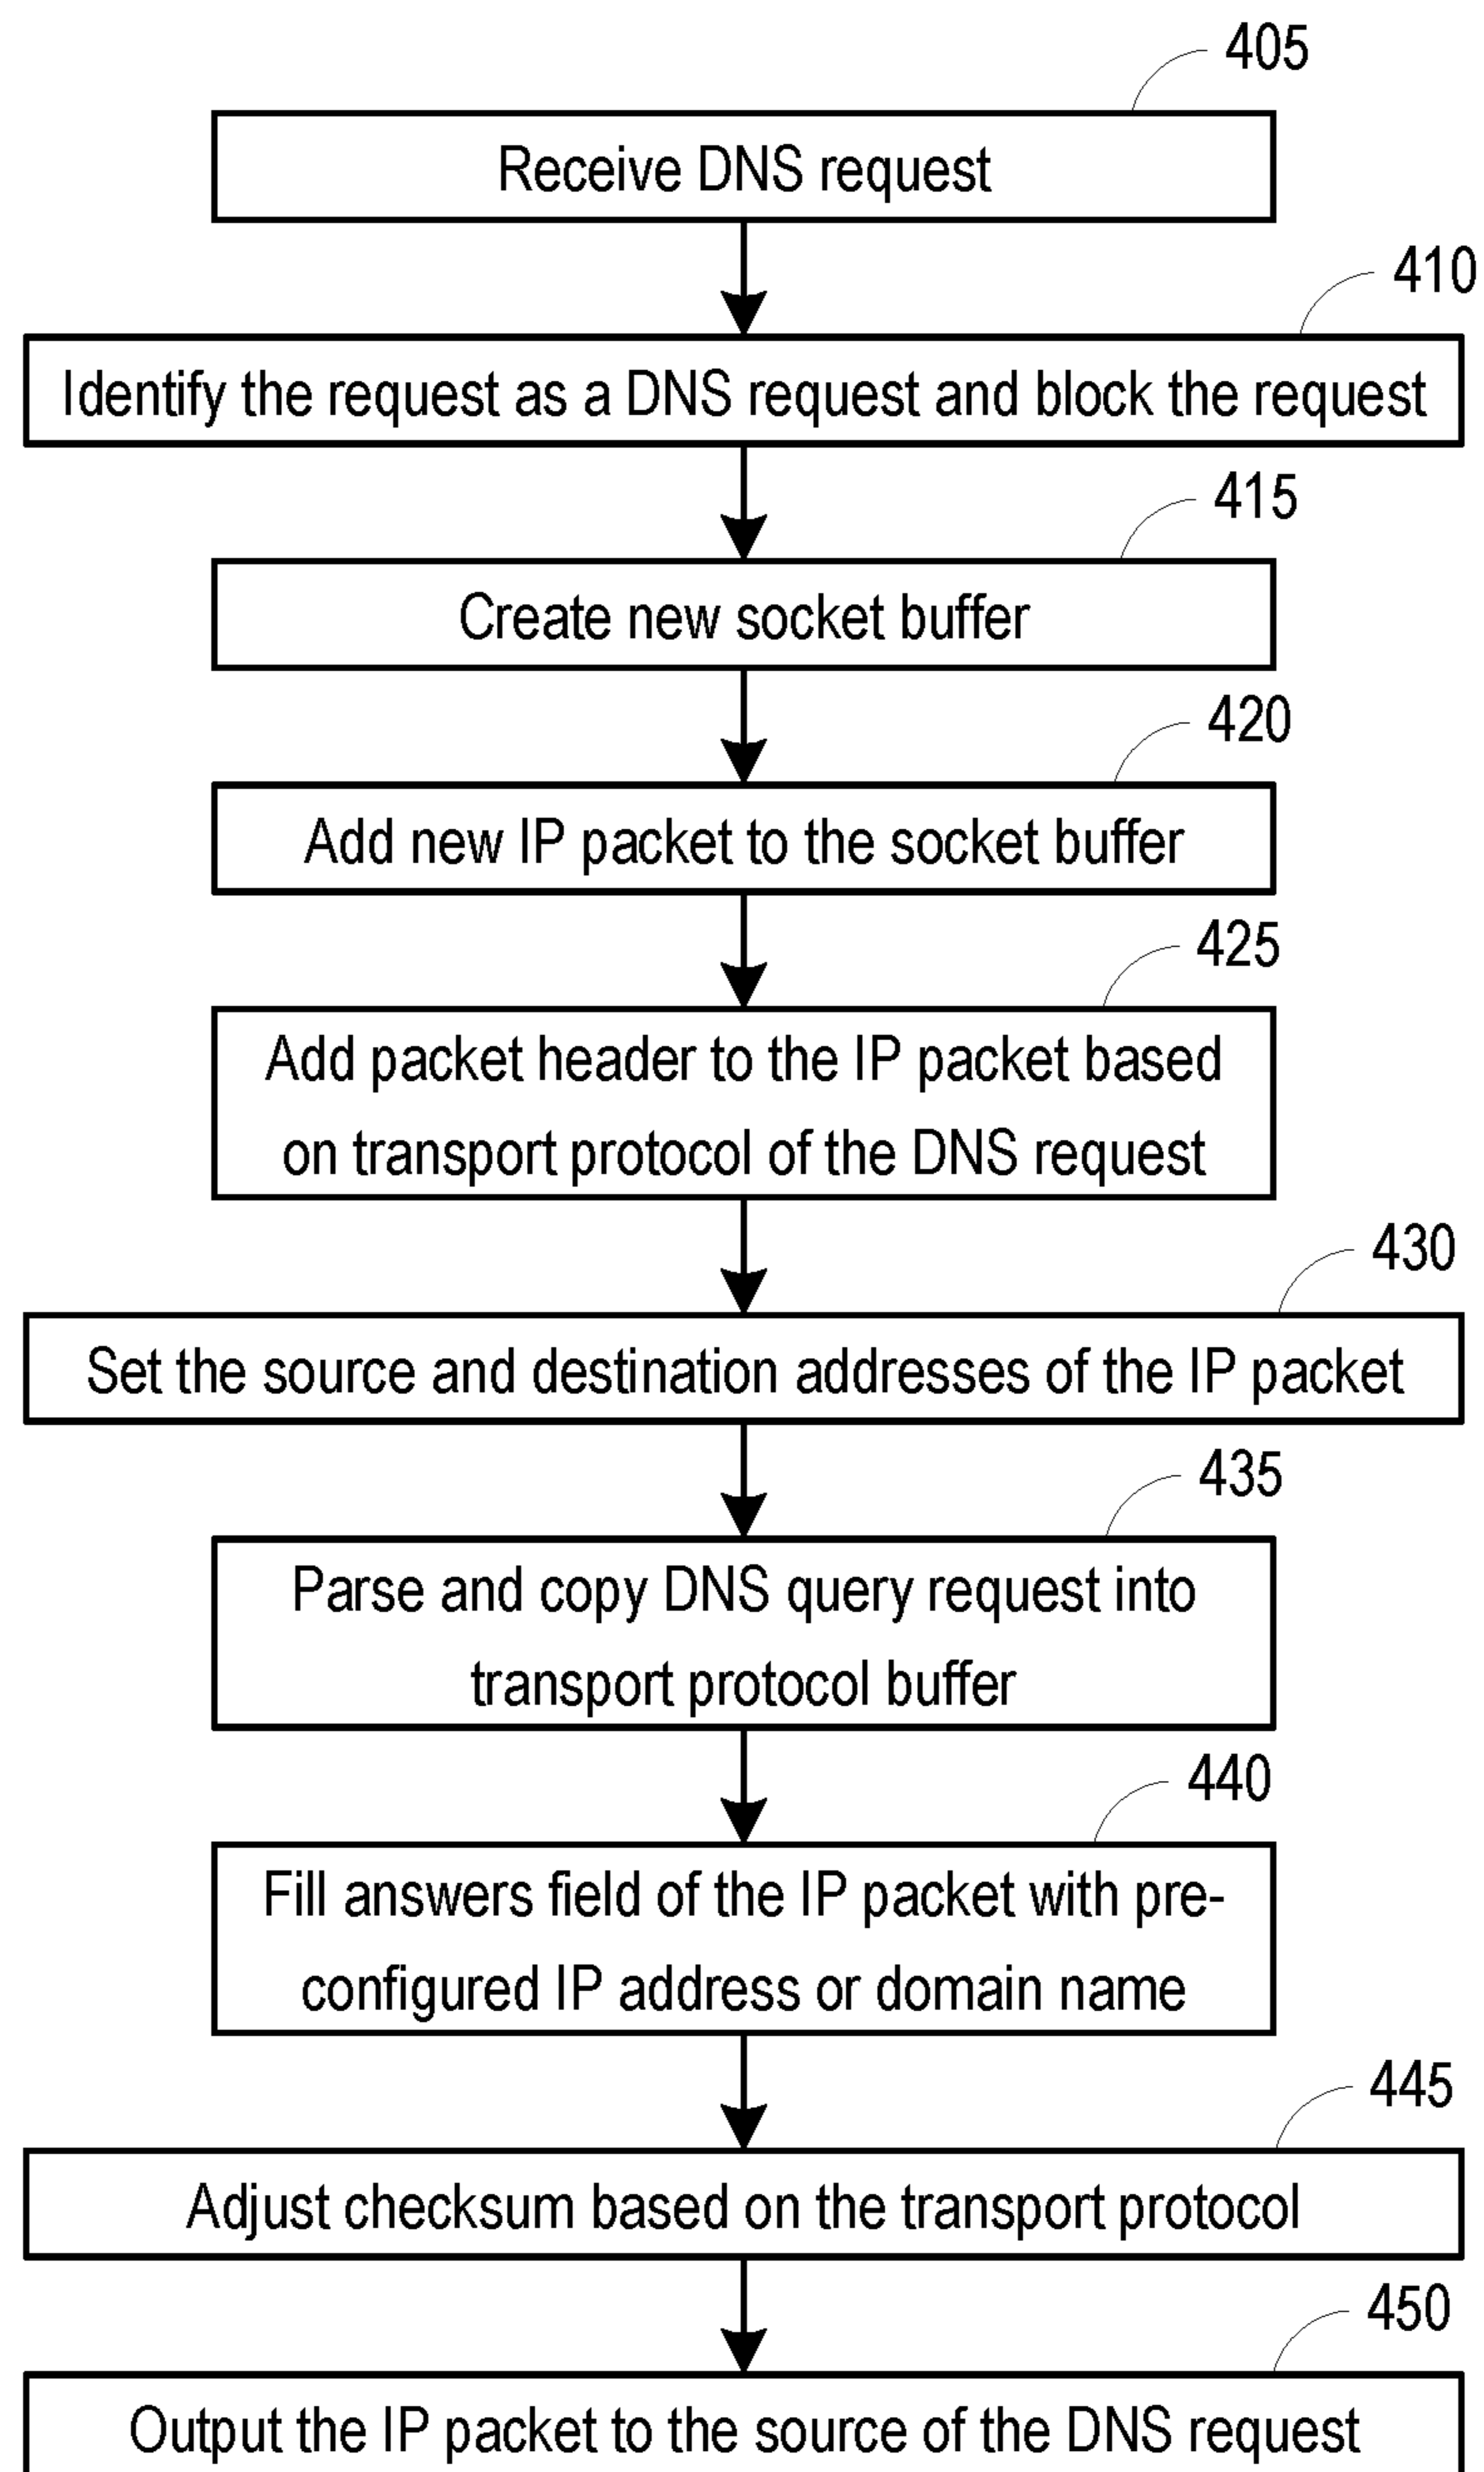 405
Receive DNS request
410
Identify the request as a DNS request and block the request
415
Create new socket buffer
420
Add new IP packet to the socket buffer
425
Add packet header to the IP packet based
on transport protocol of the DNS request
430
Set the source and destination addresses of the IP packet
435
Parse and copy DNS query request into
transport protocol buffer
440
Fill answers field of the IP packet with pre-
configured IP address or domain name
445
Adjust checksum based on the transport protocol
450
Output the IP packet to the source of the DNS request